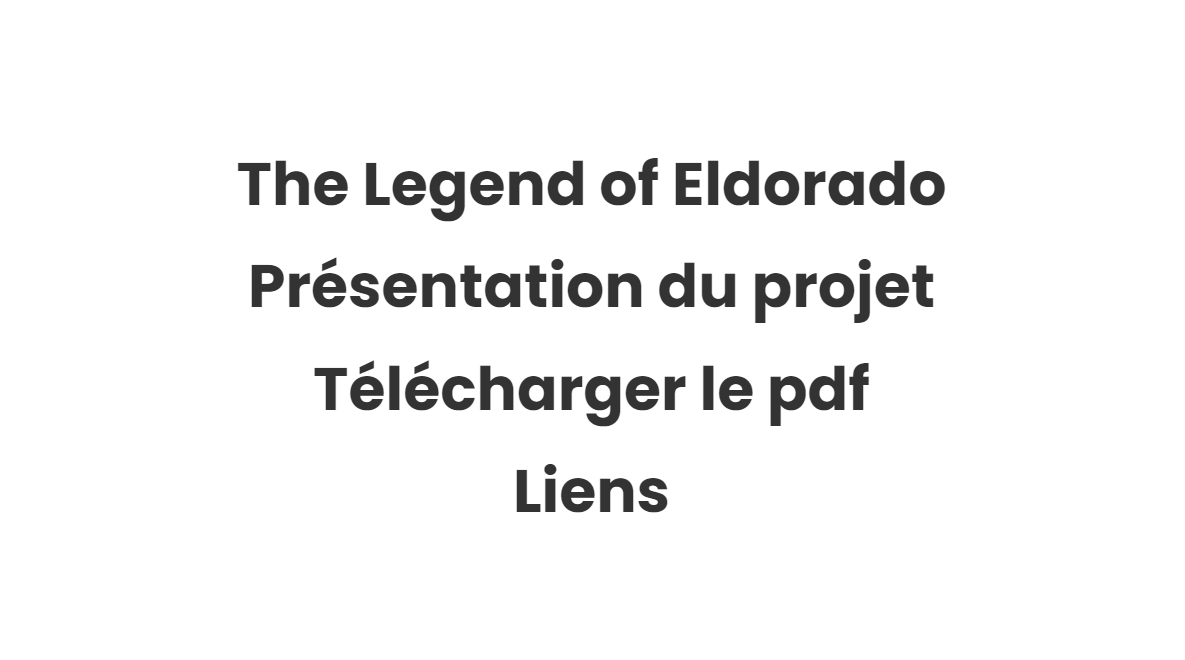 The Legend of Eldorado
Présentation du projet
Télécharger le pdf
Liens